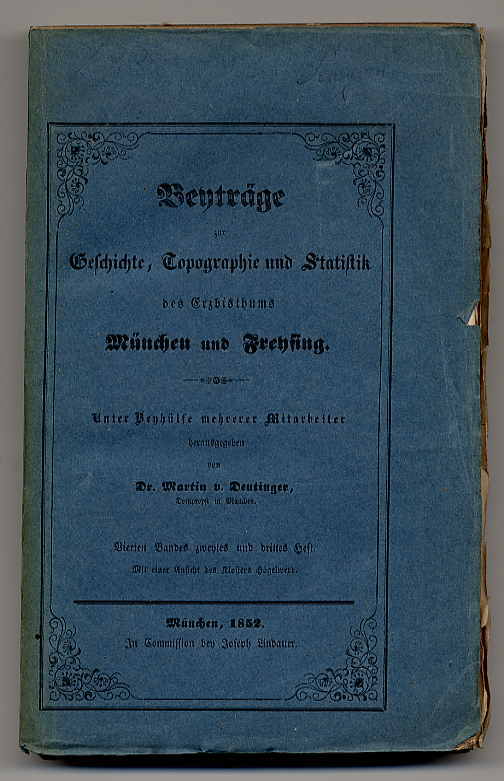 Beyträge
zur
Geschichte, Topographie und Statistik
des Erzbisthums
München und Freysing.
Unter Beyhülfe mehrerer Mitarbeiter
herausgegeben
von
Dr. Martin v. Deutinger,
Dompropst in München.
Vierten Bandes zweytes und drittes Heft.
Mit einer Ansicht des Klosters Högelwerd.
München, 1852.
In Commission bey Joseph Lindauer.